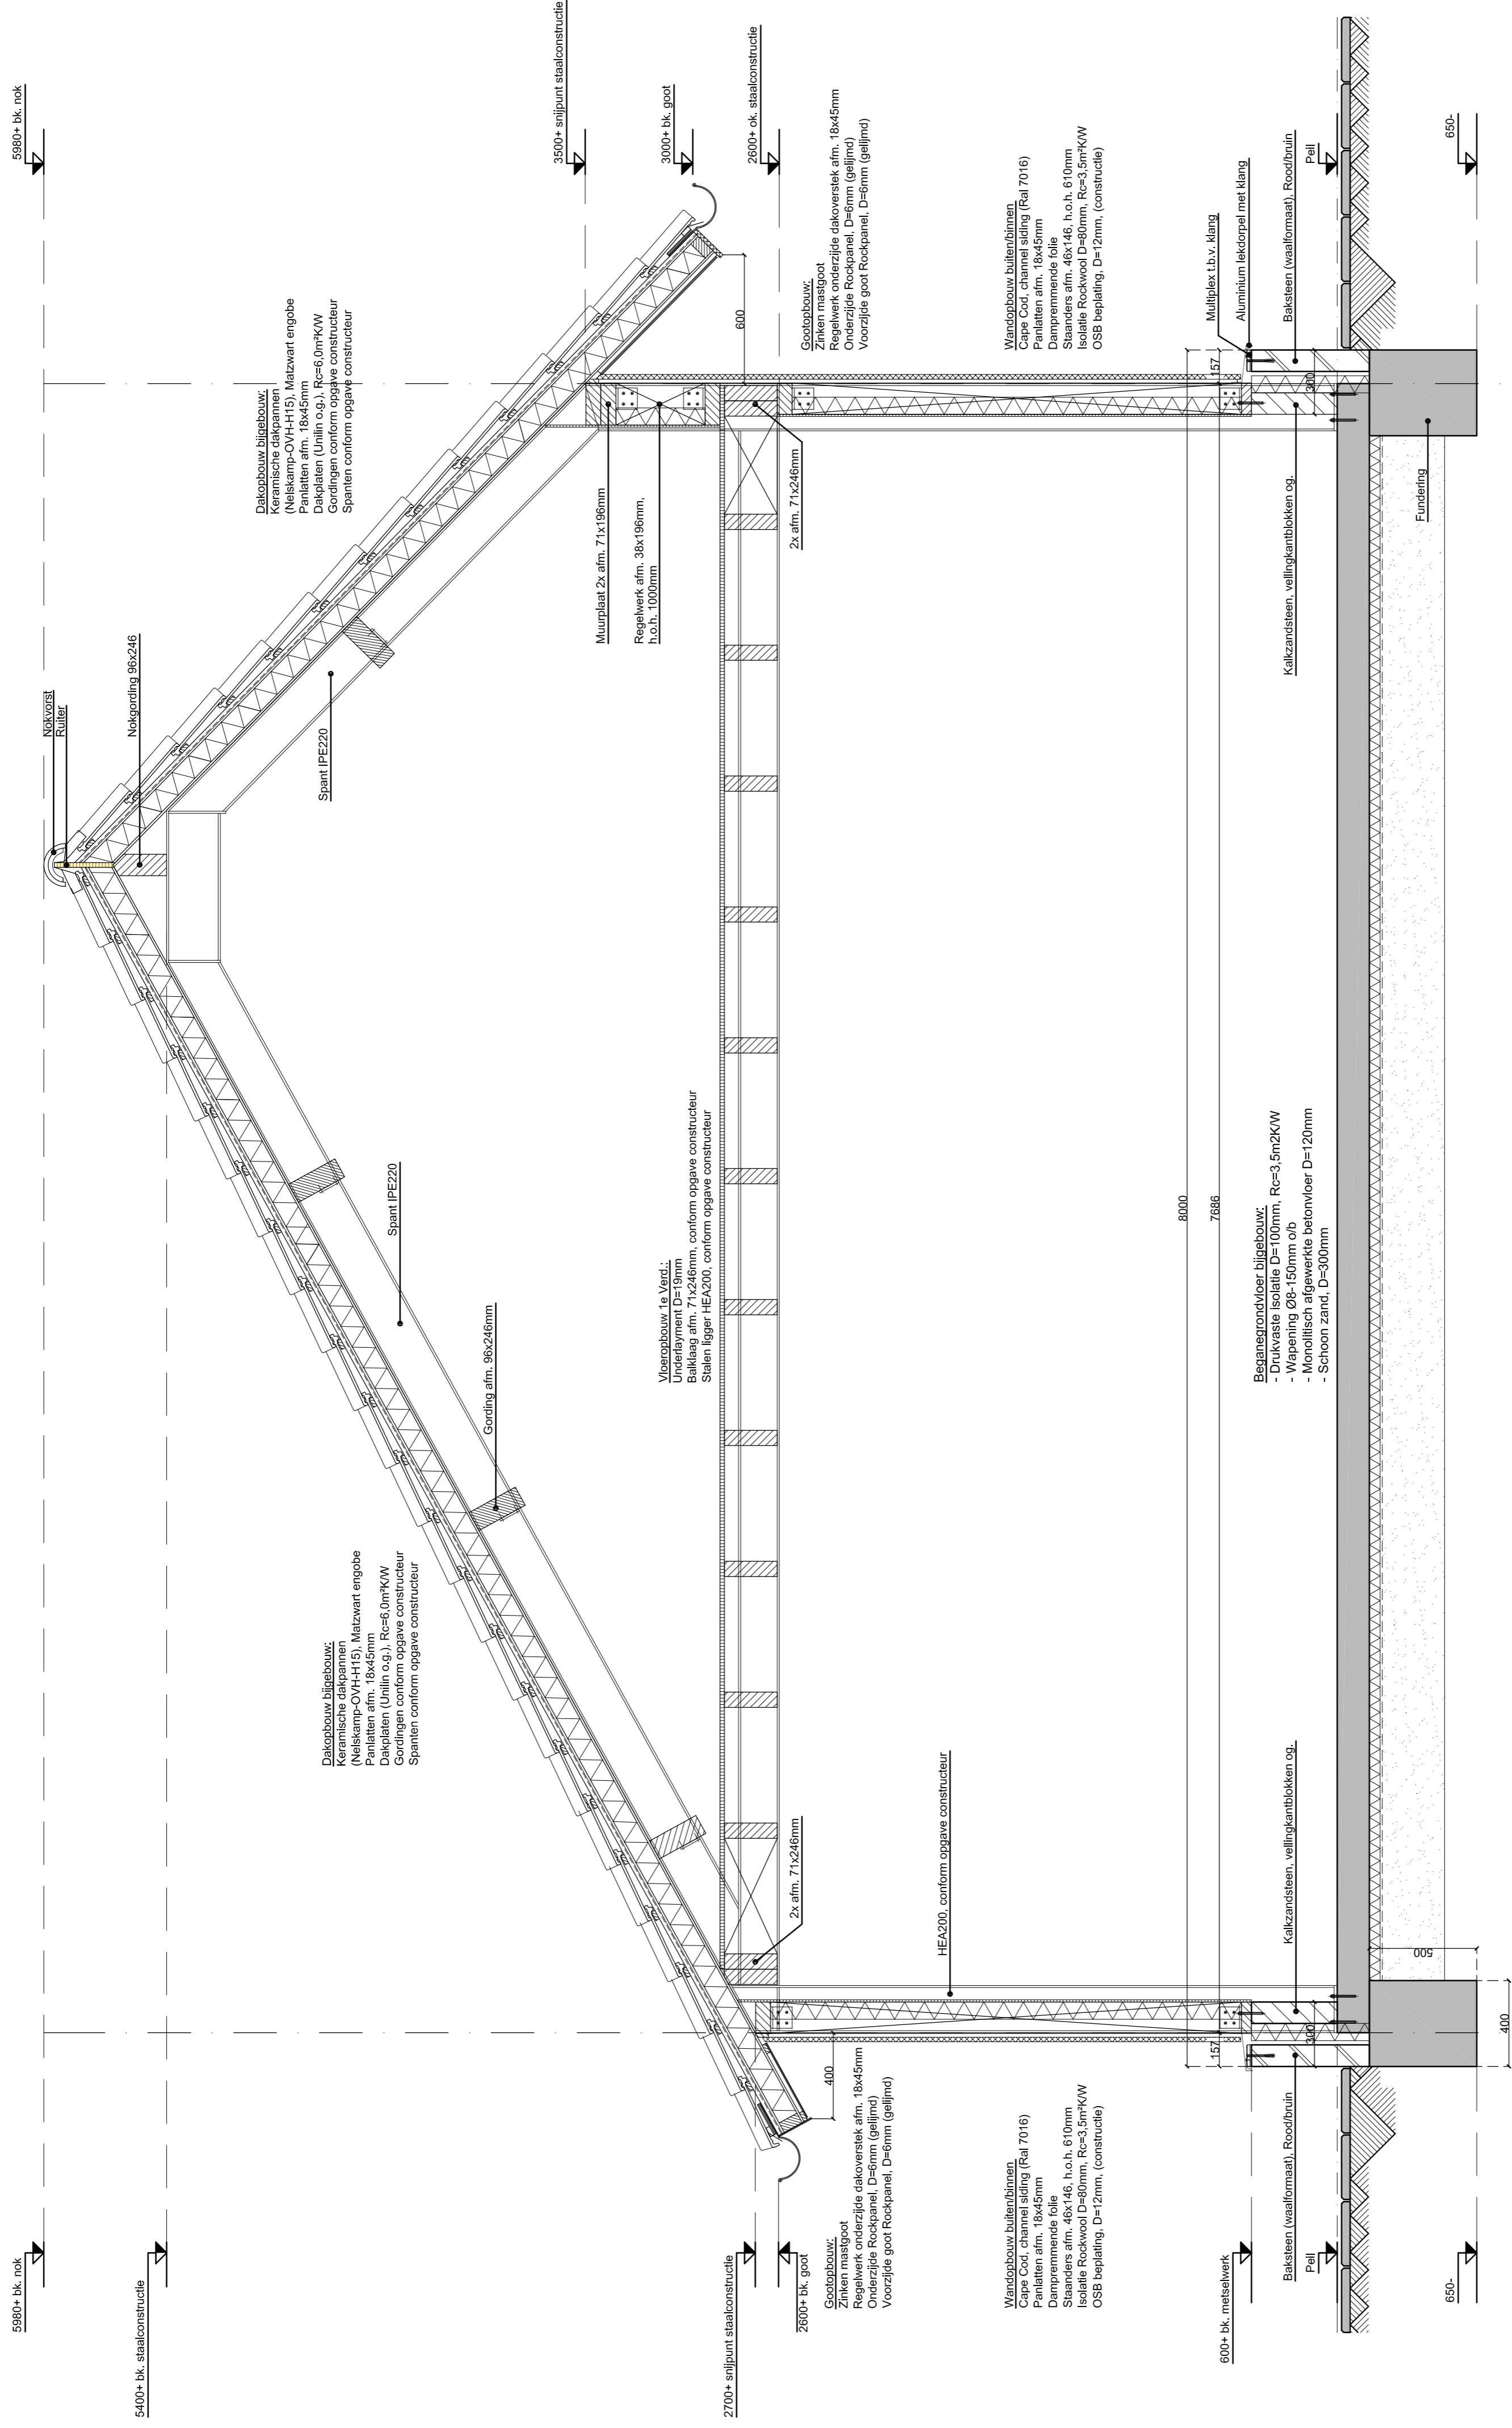 5980+ bk. nok
5400+ bk. staalconstructie
2700+ snijpunt staalconstructie
2600+ bk. goot
600+ bk. metselwerk
Peil
650-
Gootopbouw:
Zinken mastgoot
Regelwerk onderzijde dakoverstek afm. 18x45mm
Onderzijde Rockpanel, D=6mm (gelijmd)
Voorzijde goot Rockpanel, D=6mm (gelijmd)
Wandopbouw buiten/binnen
Cape Cod, channel siding (Ral 7016)
Panlatten afm. 18x45mm
Dampremmende folie
Staanders afm. 46x146, h.o.h. 610mm
Isolatie Rockwool D=80mm, Rc=3,5m²K/W
OSB beplating, D=12mm, (constructie)
Baksteen (waalformaat), Rood/bruin
400
157
300
400
500
Dakopbouw bijgebouw:
Keramische dakpannen
(Nelskamp-OVH-H15), Matzwart engobe
Panlatten afm. 18x45mm
Dakplaten (Unilin o.g.), Rc=6,0m²K/W
Gordingen conform opgave constructeur
Spanten conform opgave constructeur
2x afm. 71x246mm
HEA200, conform opgave constructeur
Kalkzandsteen, vellingkantblokken og.
Gording afm. 96x246mm
Spant IPE220
Vloeropbouw 1e Verd.:
Underlayment D=19mm
Balklaag afm. 71x246mm, conform opgave constructeur
Stalen ligger HEA200, conform opgave constructeur
8000
7686
Beganegrondvloer bijgebouw:
- Drukvaste isolatie D=100mm, Rc=3,5m2K/W
- Wapening Ø8-150mm o/b
- Monolitisch afgewerkte betonvloer D=120mm
- Schoon zand, D=300mm
Nokvorst
Ruiter
Nokgording 96x246
Spant IPE220
Dakopbouw bijgebouw:
Keramische dakpannen
(Nelskamp-OVH-H15), Matzwart engobe
Panlatten afm. 18x45mm
Dakplaten (Unilin o.g.), Rc=6,0m²K/W
Gordingen conform opgave constructeur
Spanten conform opgave constructeur
Muurplaat 2x afm. 71x196mm
Regelwerk afm. 38x196mm,
h.o.h. 1000mm
2x afm. 71x246mm
Kalkzandsteen, vellingkantblokken og.
Fundering
600
157
300
Gootopbouw:
Zinken mastgoot
Regelwerk onderzijde dakoverstek afm. 18x45mm
Onderzijde Rockpanel, D=6mm (gelijmd)
Voorzijde goot Rockpanel, D=6mm (gelijmd)
Wandopbouw buiten/binnen
Cape Cod, channel siding (Ral 7016)
Panlatten afm. 18x45mm
Dampremmende folie
Staanders afm. 46x146, h.o.h. 610mm
Isolatie Rockwool D=80mm, Rc=3,5m²K/W
OSB beplating, D=12mm, (constructie)
Multiplex t.b.v. klang
Aluminium lekdorpel met klang
Baksteen (waalformaat), Rood/bruin
5980+ bk. nok
3500+ snijpunt staalconstructie
3000+ bk. goot
2600+ ok. staalconstructie
Peil
650-